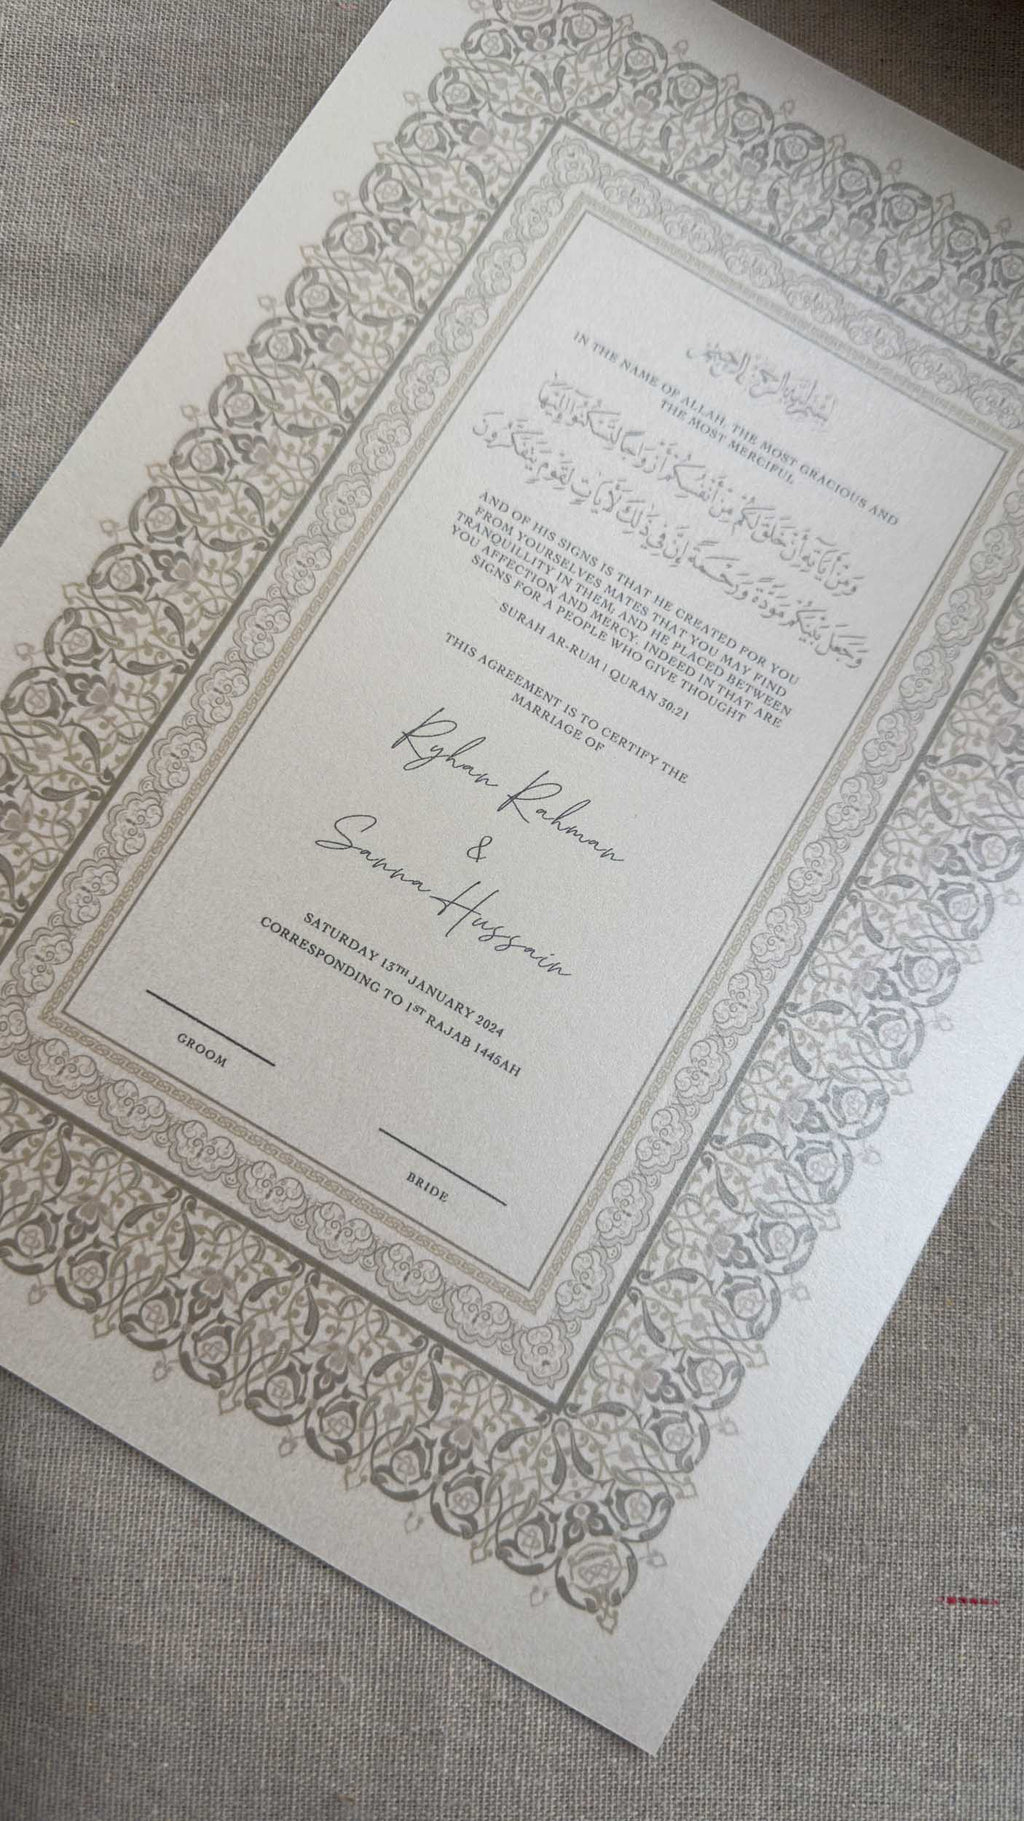 بسم الله الرحمن الرحيم
IN THE NAME OF ALLAH, THE MOST GRACIOUS AND
THE MOST MERCIFUL
وَمِنْ آيَاتِهِ أَنْ خَلَقَ لَكُم مِّنْ أَنفُسِكُمْ أَزْوَاجًا لِّتَسْكُنُوا إِلَيْهَا
وَجَعَلَ بَيْنَكُم مَّوَدَّةً وَرَحْمَةً إِنَّ فِي ذَٰلِكَ لَآيَاتٍ لِّقَوْمٍ يَتَفَكَّرُونَ
AND OF HIS SIGNS IS THAT HE CREATED FOR YOU
FROM YOURSELVES MATES THAT YOU MAY FIND
TRANQUILLITY IN THEM; AND HE PLACED BETWEEN
YOU AFFECTION AND MERCY. INDEED IN THAT ARE
SIGNS FOR A PEOPLE WHO GIVE THOUGHT
SURAH AR-RUM | QURAN 30:21
THIS AGREEMENT IS TO CERTIFY THE
MARRIAGE OF
Ryhan Rahman
&
Sanna Hussain
SATURDAY 13TH JANUARY 2024
CORRESPONDING TO 1ST RAJAB 1445AH
GROOM
BRIDE